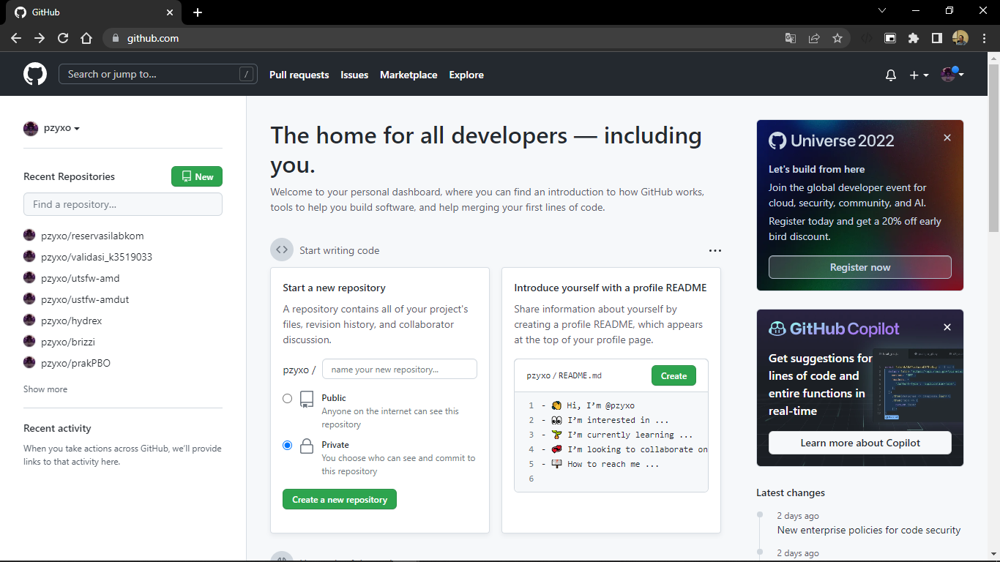 GitHub
github.com
Search or jump to...
/
Pull requests
Issues
Marketplace
Explore
pzyxo
Recent Repositories
New
Find a repository...
pzyxo/reservasilabkom
pzyxo/validasi_k3519033
pzyxo/utsfw-amd
pzyxo/ustfw-amdut
pzyxo/hydrex
pzyxo/brizzi
pzyxo/prakPBO
Show more
Recent activity
When you take actions across GitHub, we'll provide
links to that activity here.
The home for all developers — including
you.
Welcome to your personal dashboard, where you can find an introduction to how GitHub works,
tools to help you build software, and help merging your first lines of code.
Start writing code
Start a new repository
A repository contains all of your project's
files, revision history, and collaborator
discussion.
pzyxo /
name your new repository...
Public
Anyone on the internet can see this
repository
Private
You choose who can see and commit to
this repository
Create a new repository
Introduce yourself with a profile README
Share information about yourself by
creating a profile README, which appears
at the top of your profile page.
pzyxo / README.md
Create
1 - 👋 Hi, I'm @pzyxo
2 - 👀 I'm interested in ...
3 - 🌱 I'm currently learning ...
4 - 💞️ I'm looking to collaborate on
5 - 📫 How to reach me ...
6
Universe 2022
Let's build from here
Join the global developer event for
cloud, security, community, and AI.
Register today and get a 20% off early
bird discount.
Register now
GitHub Copilot
Get suggestions for
lines of code and
entire functions in
real-time
Learn more about Copilot
Latest changes
2 days ago
New enterprise policies for code security
2 days ago